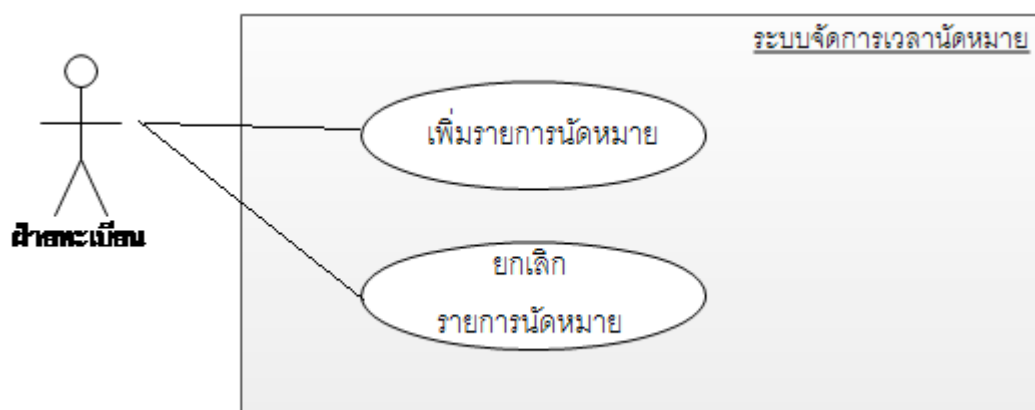 ระบบจัดการเวลานัดหมาย
เพิ่มรายการนัดหมาย
ฝ่ายทะเบียน
ยกเลิก
รายการนัดหมาย